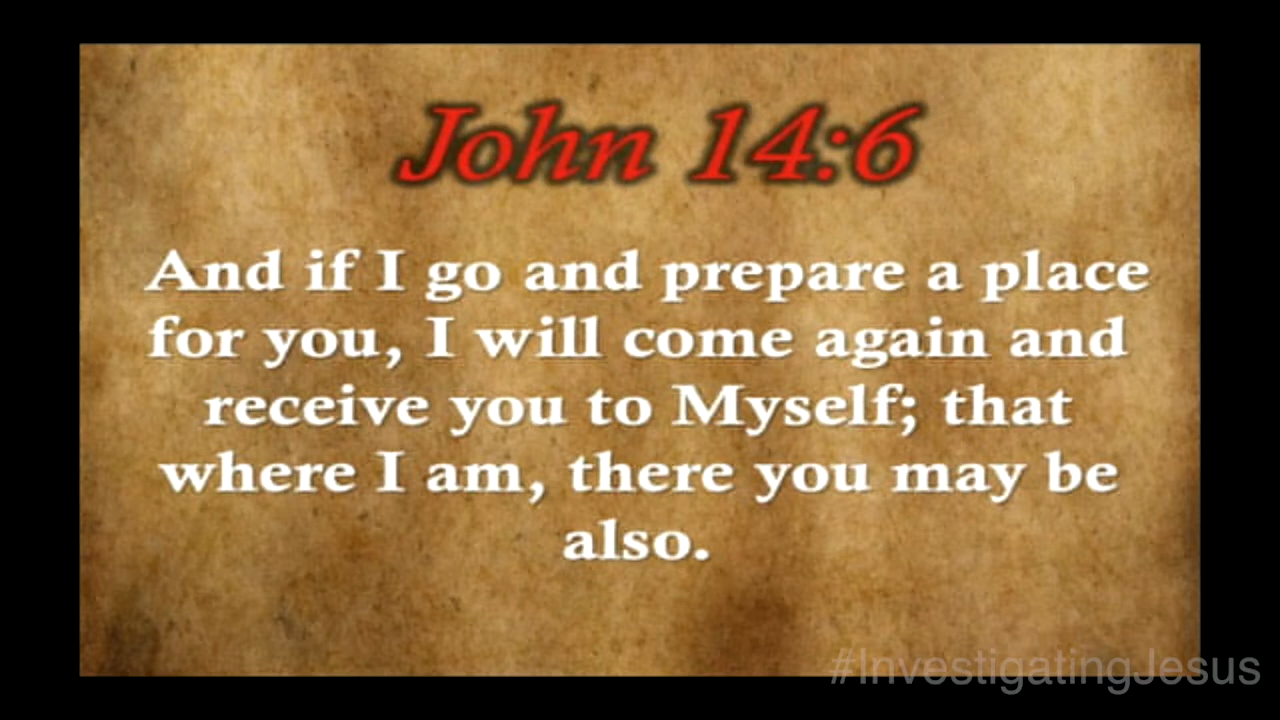 John 14:6
And if I go and prepare a place
for you, I will come again and
receive you to Myself; that
where I am, there you may be
also.
#InvestigatingJesus